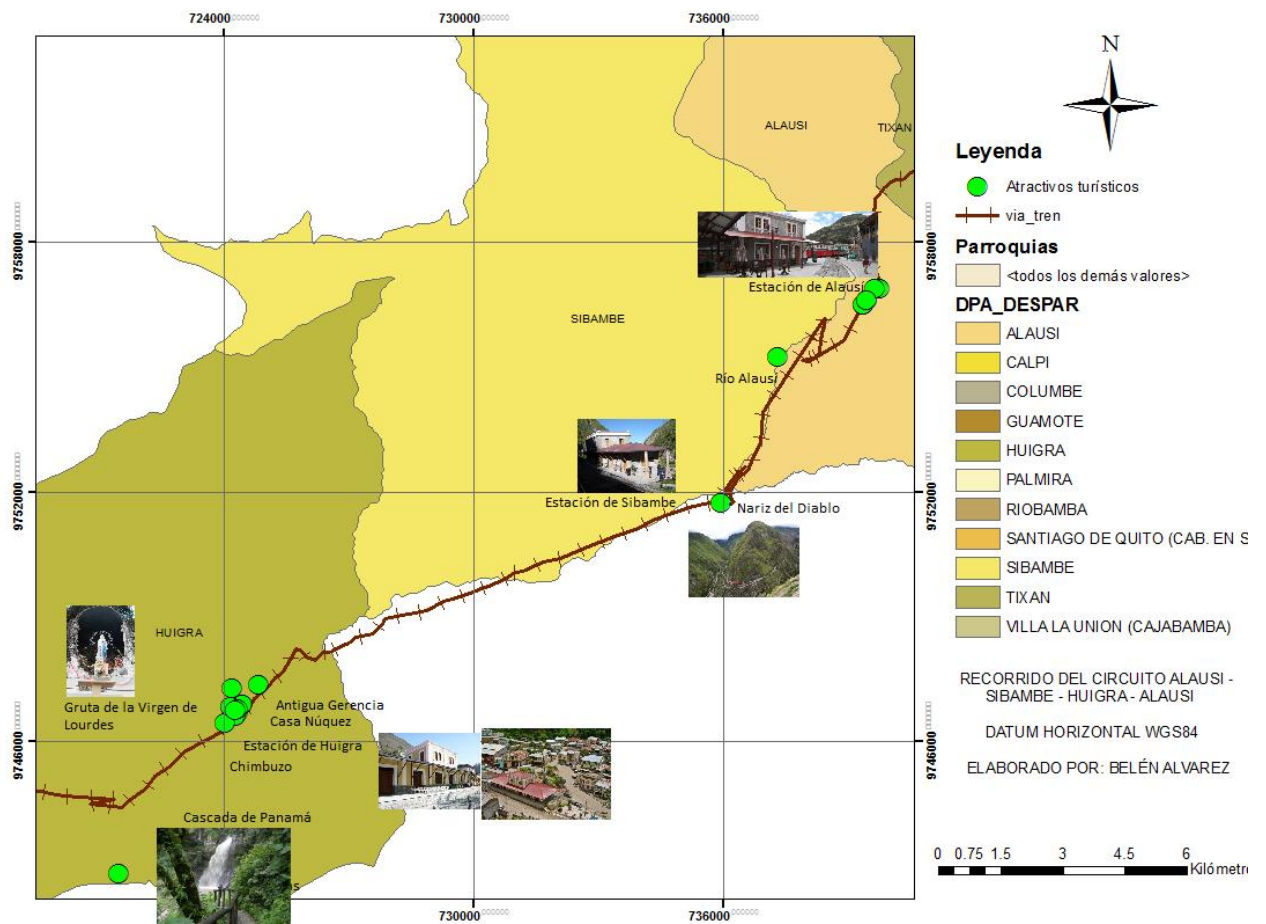 724000
730000
736000
N
ALAUSI
TIXAN
9758000
9758000
Estación de Alausí
SIBAMBE
Río Alausí
9752000
9752000
Estación de Sibambe
Nariz del Diablo
HUIGRA
Gruta de la Virgen de
Lourdes
Antigua Gerencia
Casa Núquez
Estación de Huigra
Chimbuzo
9746000
9746000
Cascada de Panamá
730000
736000
Leyenda
Atractivos turísticos
via_tren
Parroquias
<todos los demás valores>
DPA_DESPAR
ALAUSI
CALPI
COLUMBE
GUAMOTE
HUIGRA
PALMIRA
RIOBAMBA
SANTIAGO DE QUITO (CAB. EN S
SIBAMBE
TIXAN
VILLA LA UNION (CAJABAMBA)
RECORRIDO DEL CIRCUITO ALAUSI -
SIBAMBE - HUIGRA - ALAUSI
DATUM HORIZONTAL WGS84
ELABORADO POR: BELÉN ALVAREZ
0 0.75 1.5 3 4.5 6
Kilómetr